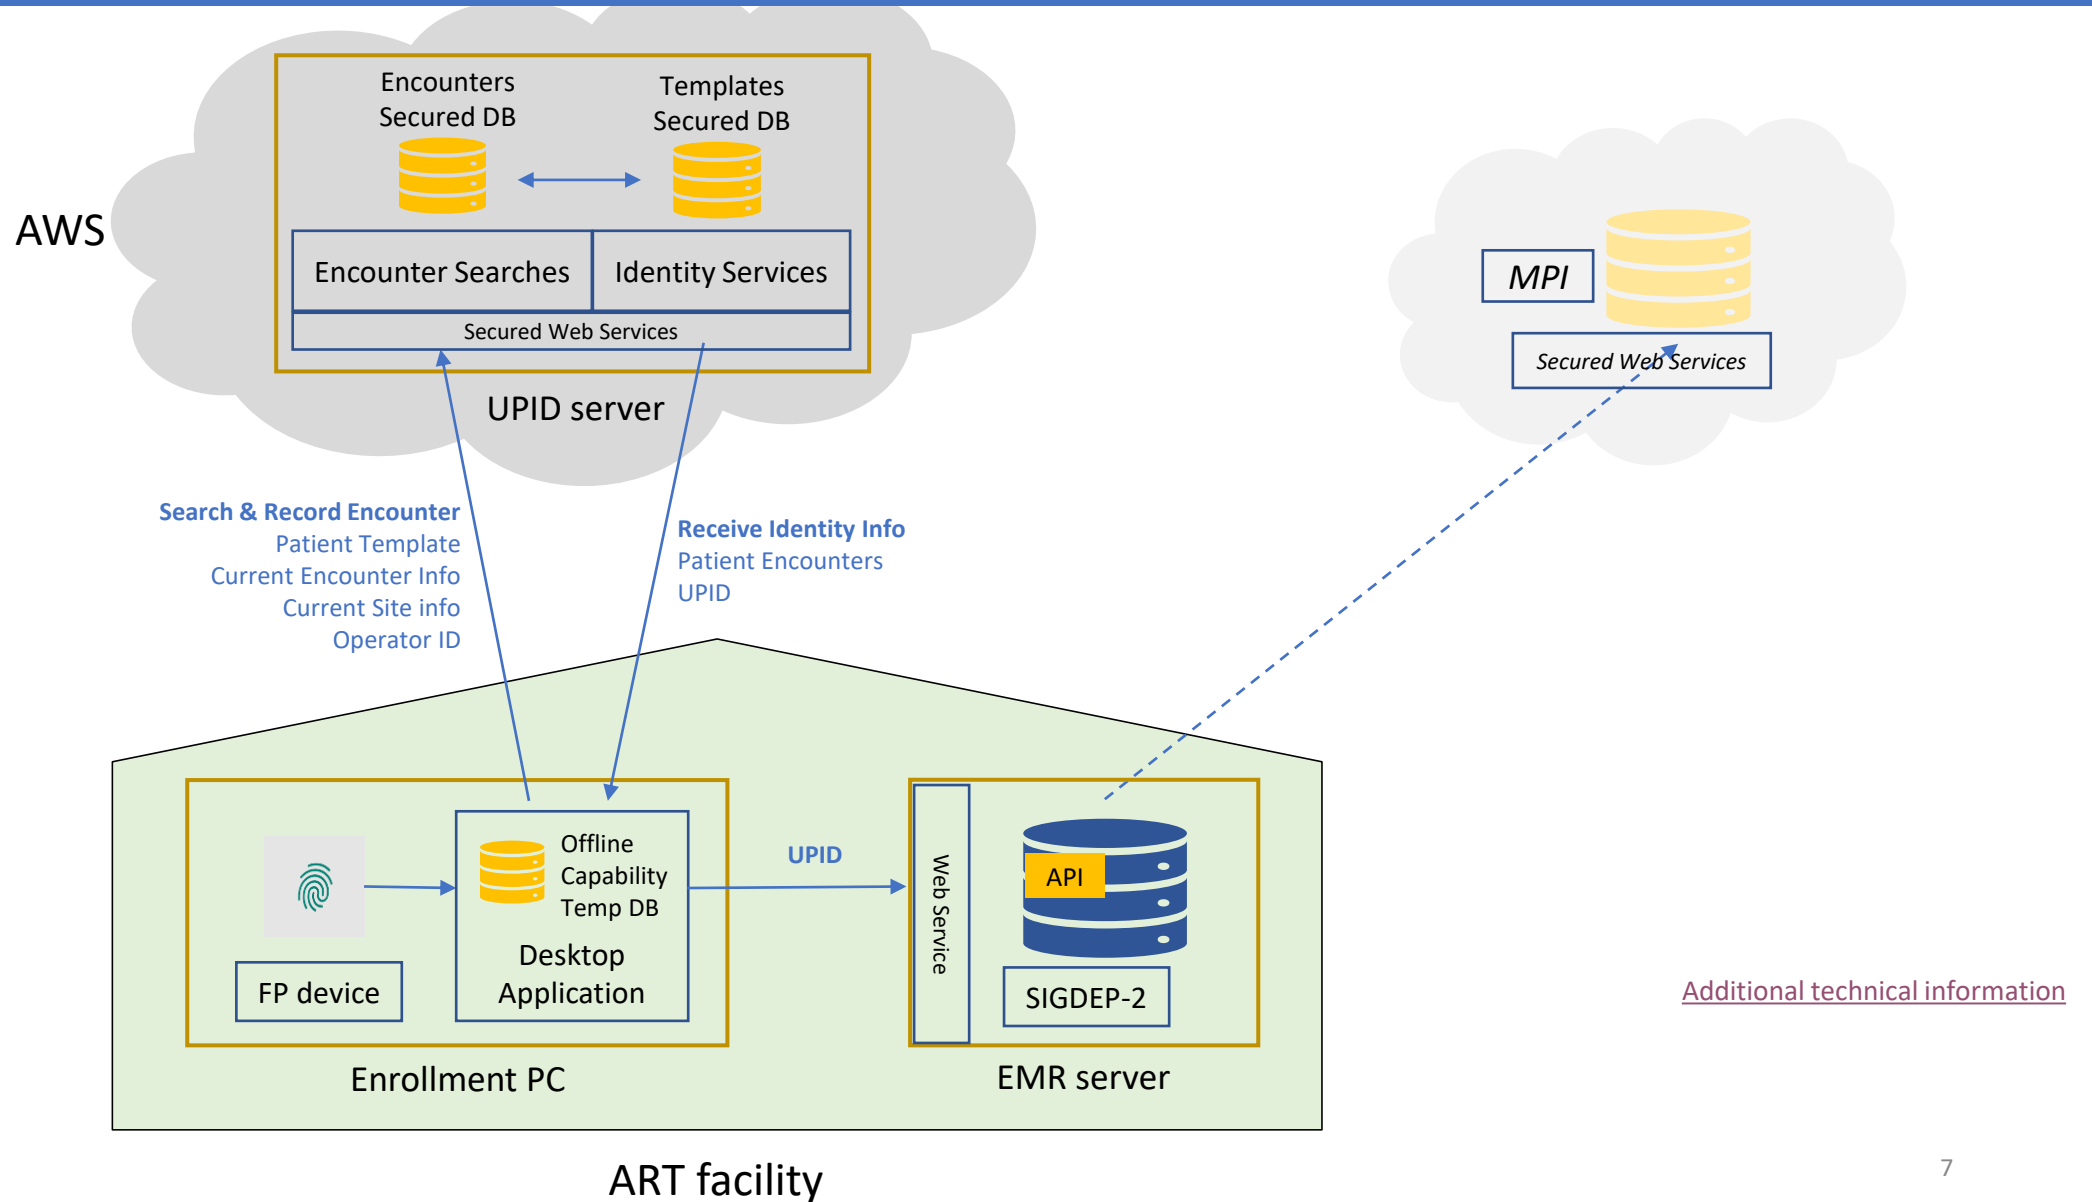 Encounters
Secured DB
Templates
Secured DB
AWS
Encounter Searches
Identity Services
Secured Web Services
UPID server
MPI
Secured Web Services
Search & Record Encounter
Patient Template
Current Encounter Info
Current Site info
Operator ID
Receive Identity Info
Patient Encounters
UPID
Offline
Capability
Temp DB
Desktop
Application
FP device
Enrollment PC
UPID
Web Service
API
SIGDEP-2
EMR server
Additional technical information
ART facility
7